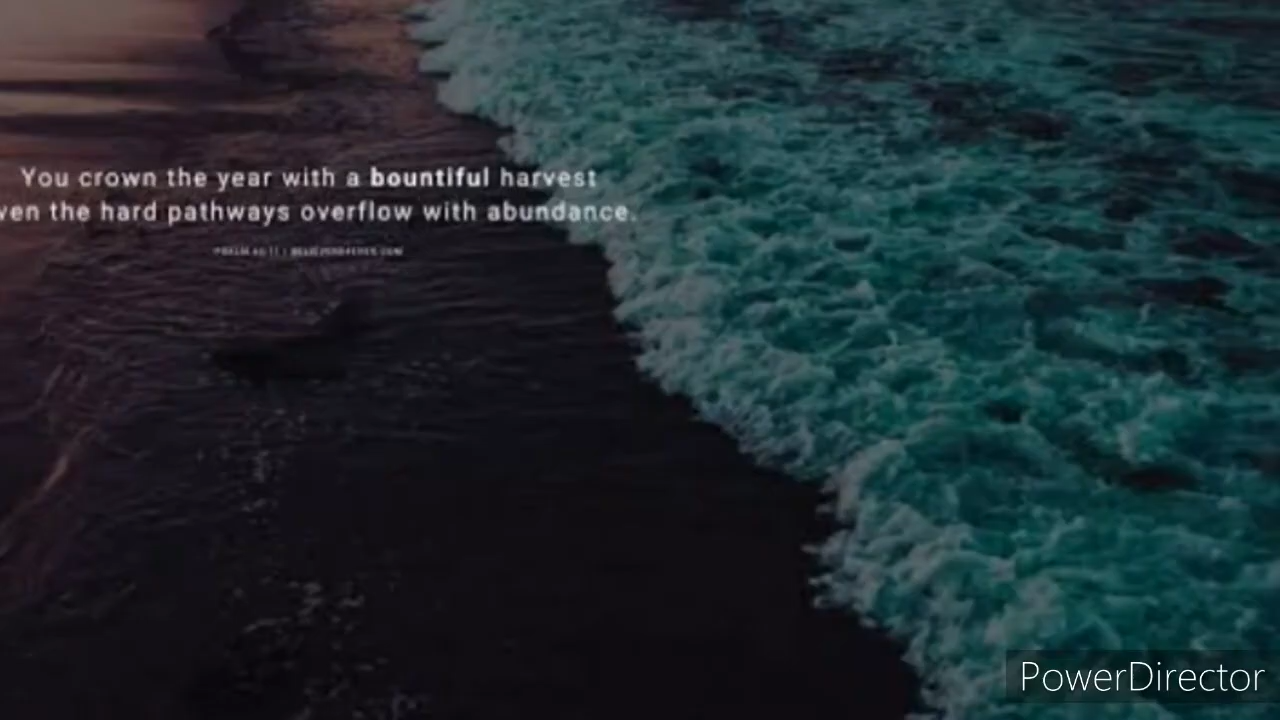 You crown the year with a bountiful harvest
ven the hard pathways overflow with abundance.
PowerDirector